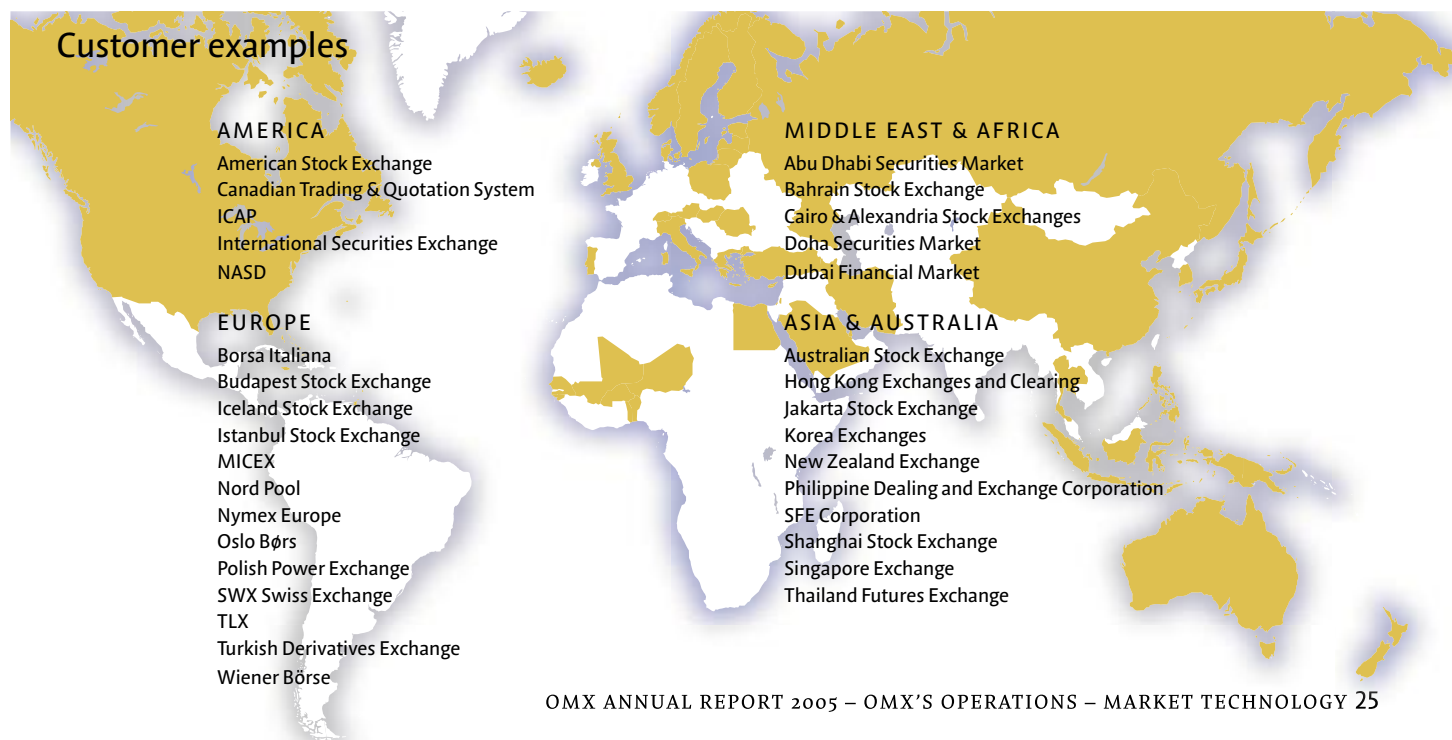 Customer examples
AMERICA
American Stock Exchange
Canadian Trading & Quotation System
ICAP
International Securities Exchange
NASD
EUROPE
Borsa Italiana
Budapest Stock Exchange
Iceland Stock Exchange
Istanbul Stock Exchange
MICEX
Nord Pool
Nymex Europe
Oslo Børs
Polish Power Exchange
SWX Swiss Exchange
TLX
Turkish Derivatives Exchange
Wiener Börse
MIDDLE EAST & AFRICA
Abu Dhabi Securities Market
Bahrain Stock Exchange
Cairo & Alexandria Stock Exchanges
Doha Securities Market
Dubai Financial Market
ASIA & AUSTRALIA
Australian Stock Exchange
Hong Kong Exchanges and Clearing
Jakarta Stock Exchange
Korea Exchanges
New Zealand Exchange
Philippine Dealing and Exchange Corporation
SFE Corporation
Shanghai Stock Exchange
Singapore Exchange
Thailand Futures Exchange
OMX ANNUAL REPORT 2005 – OMX'S OPERATIONS – MARKET TECHNOLOGY 25